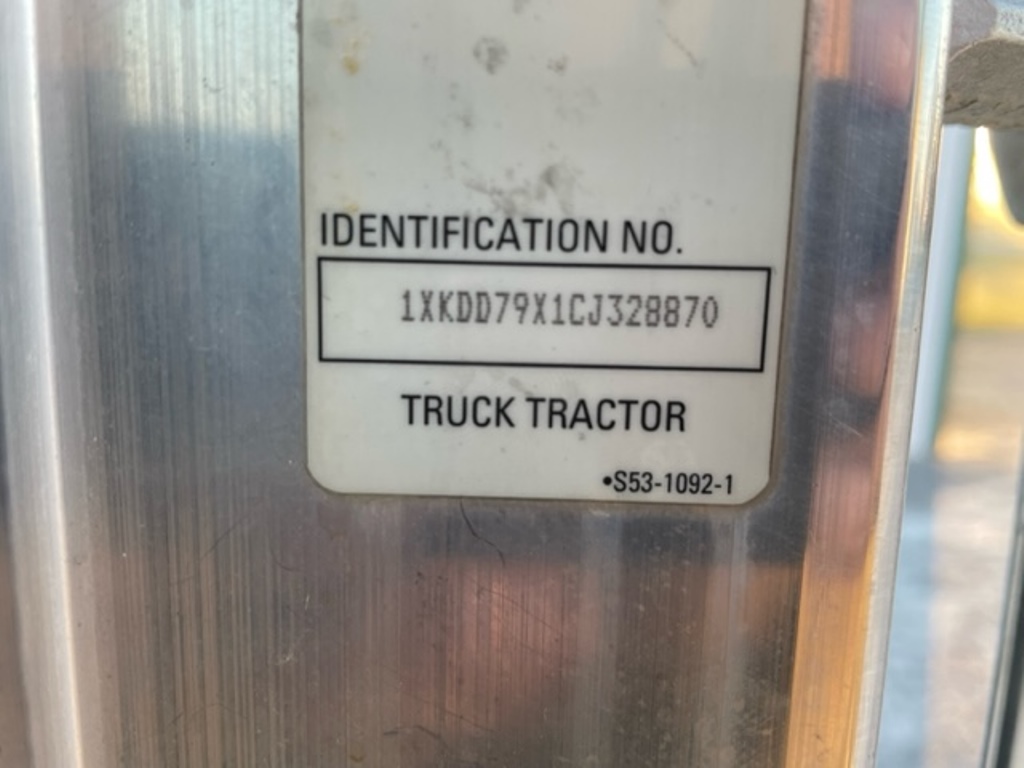 IDENTIFICATION NO.
1XKDD79X1CJ328870
TRUCK TRACTOR
•S53-1092-1